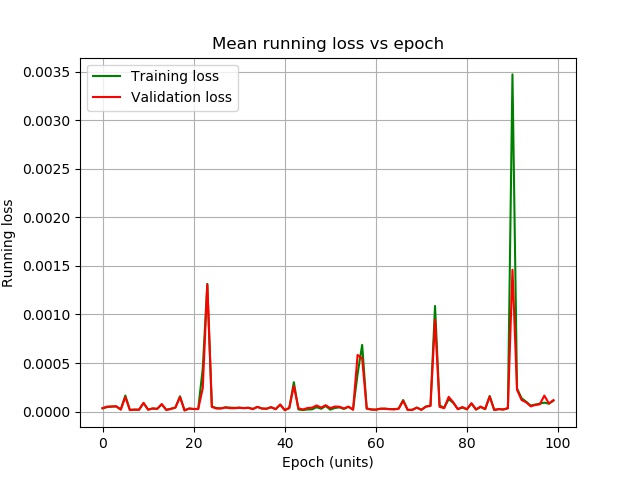 Mean running loss vs epoch
Training loss
Validation loss
0.0035
0.0030
0.0025
0.0020
0.0015
0.0010
0.0005
0.0000
Running loss
0 20 40 60 80 100
Epoch (units)